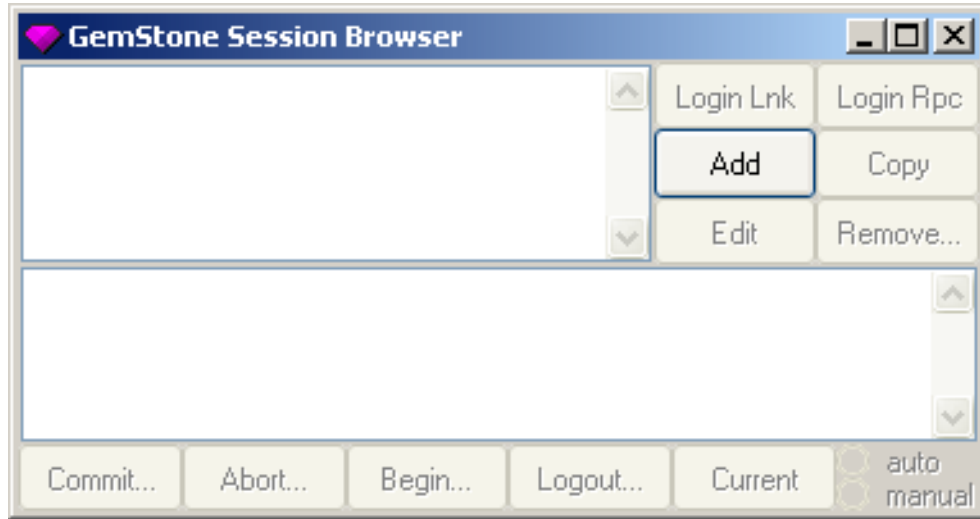 GemStone Session Browser
Login Lnk Login Rpc
Add Copy
Edit Remove...
Commit... Abort... Begin... Logout... Current auto
manual